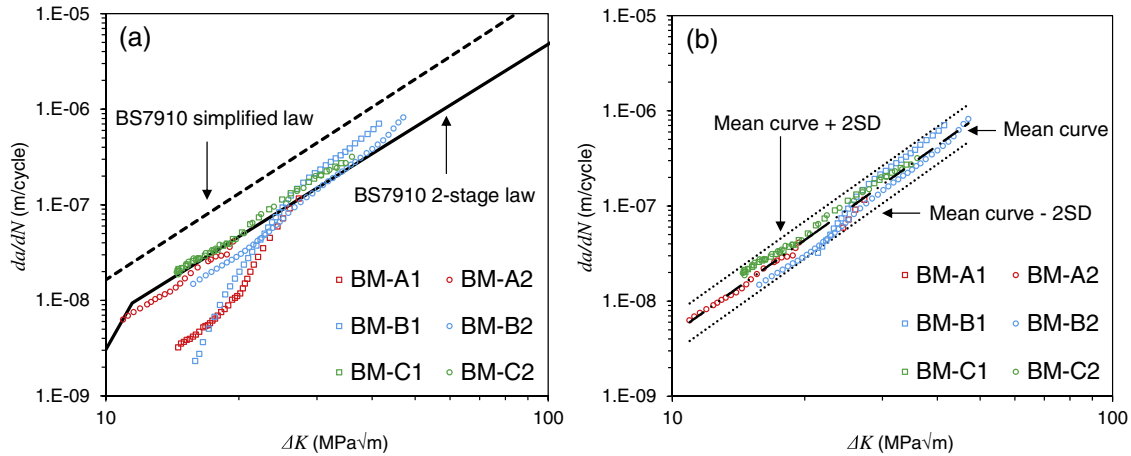 (a)
1.E-05
1.E-06
1.E-07
1.E-08
1.E-09
da/dN (m/cycle)
BS7910 simplified law
BS7910 2-stage law
BM-A1 BM-A2
BM-B1 BM-B2
BM-C1 BM-C2
10 100
ΔK (MPa√m)
(b)
1.E-05
1.E-06
1.E-07
1.E-08
1.E-09
da/dN (m/cycle)
Mean curve + 2SD
Mean curve
Mean curve - 2SD
BM-A1 BM-A2
BM-B1 BM-B2
BM-C1 BM-C2
10 100
ΔK (MPa√m)